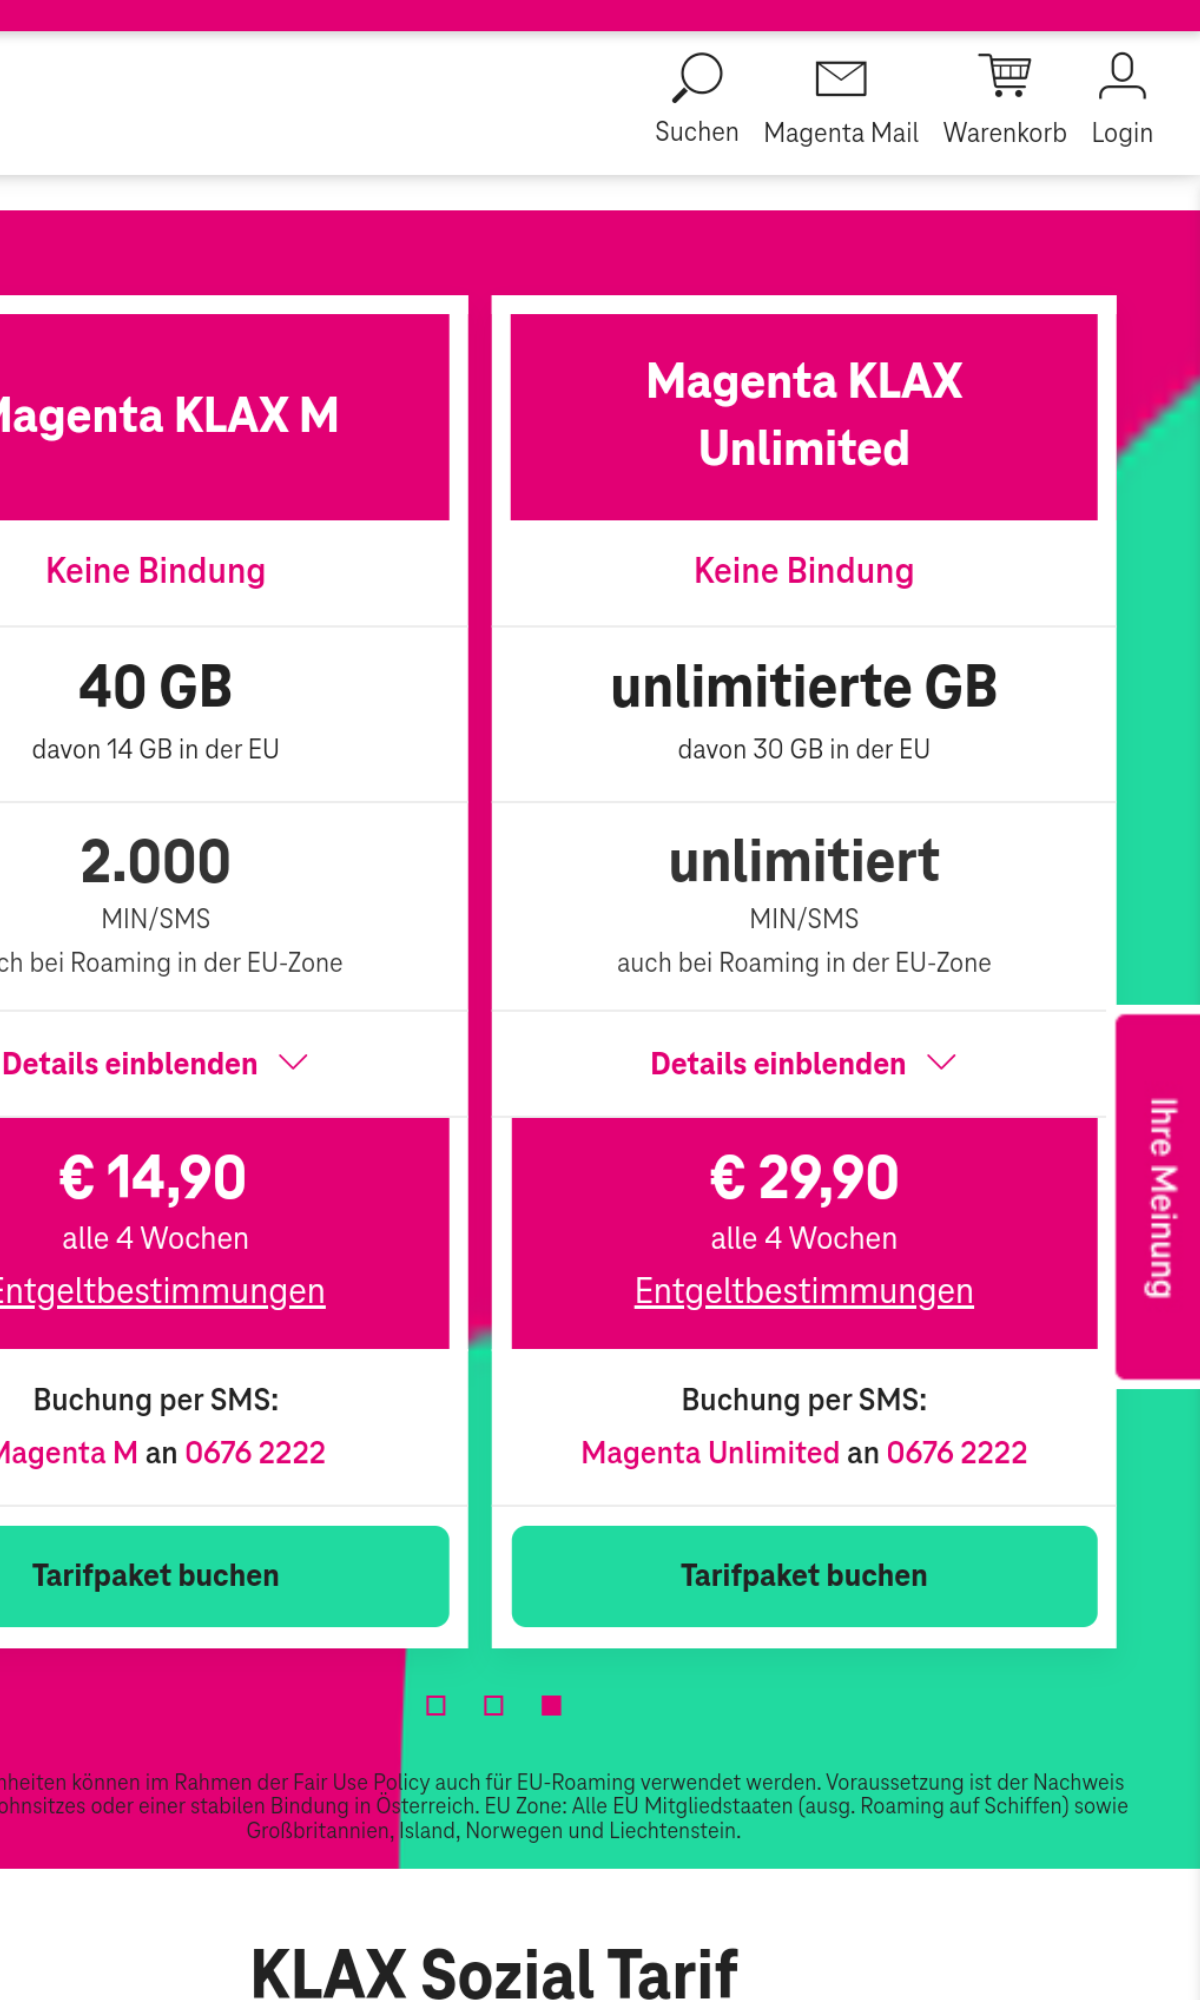 Suchen
Magenta Mail
Warenkorb
Login
Magenta KLAX M
Keine Bindung
40 GB
davon 14 GB in der EU
2.000
MIN/SMS
ch bei Roaming in der EU-Zone
Details einblenden
€ 14,90
alle 4 Wochen
Entgeltbestimmungen
Buchung per SMS:
Magenta M an 0676 2222
Tarifpaket buchen
Magenta KLAX
Unlimited
Keine Bindung
unlimitierte GB
davon 30 GB in der EU
unlimitiert
MIN/SMS
auch bei Roaming in der EU-Zone
Details einblenden
€ 29,90
alle 4 Wochen
Entgeltbestimmungen
Buchung per SMS:
Magenta Unlimited an 0676 2222
Tarifpaket buchen
Ihre Meinung
nheiten können im Rahmen der Fair Use Policy auch für EU-Roaming verwendet werden. Voraussetzung ist der Nachweis
ohnsitzes oder einer stabilen Bindung in Österreich. EU Zone: Alle EU Mitgliedstaaten (ausg. Roaming auf Schiffen) sowie
Großbritannien, Island, Norwegen und Liechtenstein.
KLAX Sozial Tarif